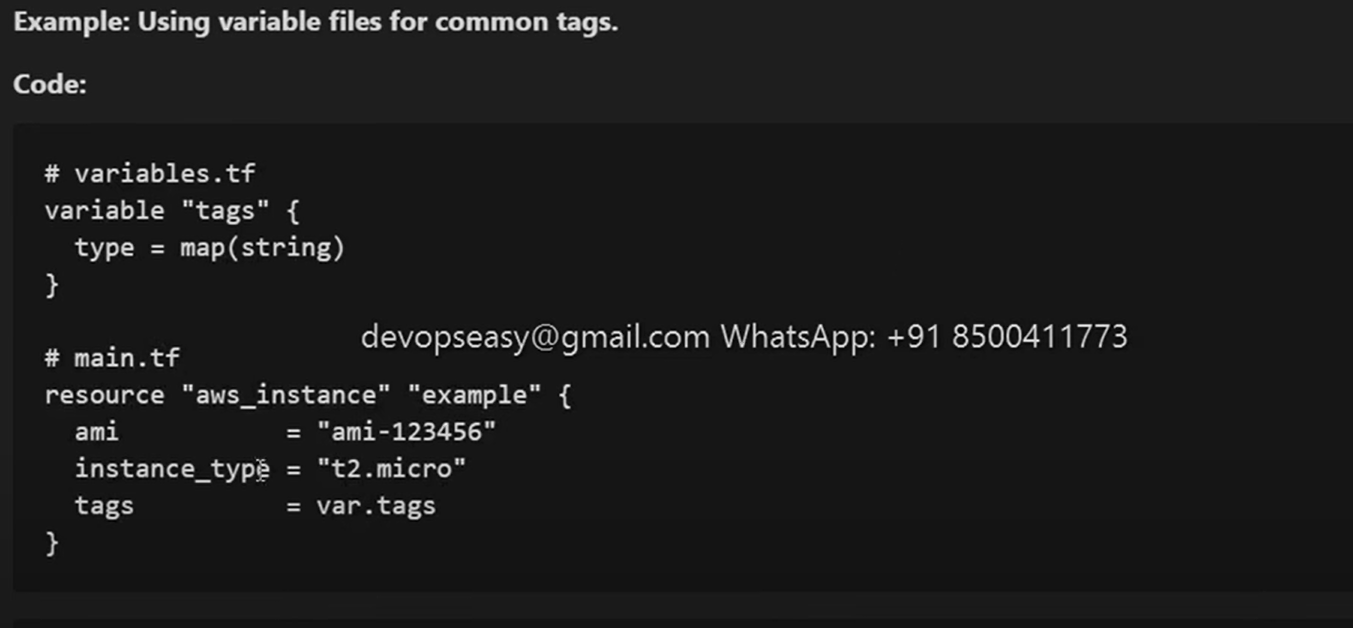 Example: Using variable files for common tags.
Code:
# variables.tf
variable "tags" {
  type = map(string)
}
devopseasy@gmail.com WhatsApp: +91 8500411773
# main.tf
resource "aws_instance" "example" {
  ami           = "ami-123456"
  instance_type = "t2.micro"
  tags          = var.tags
}